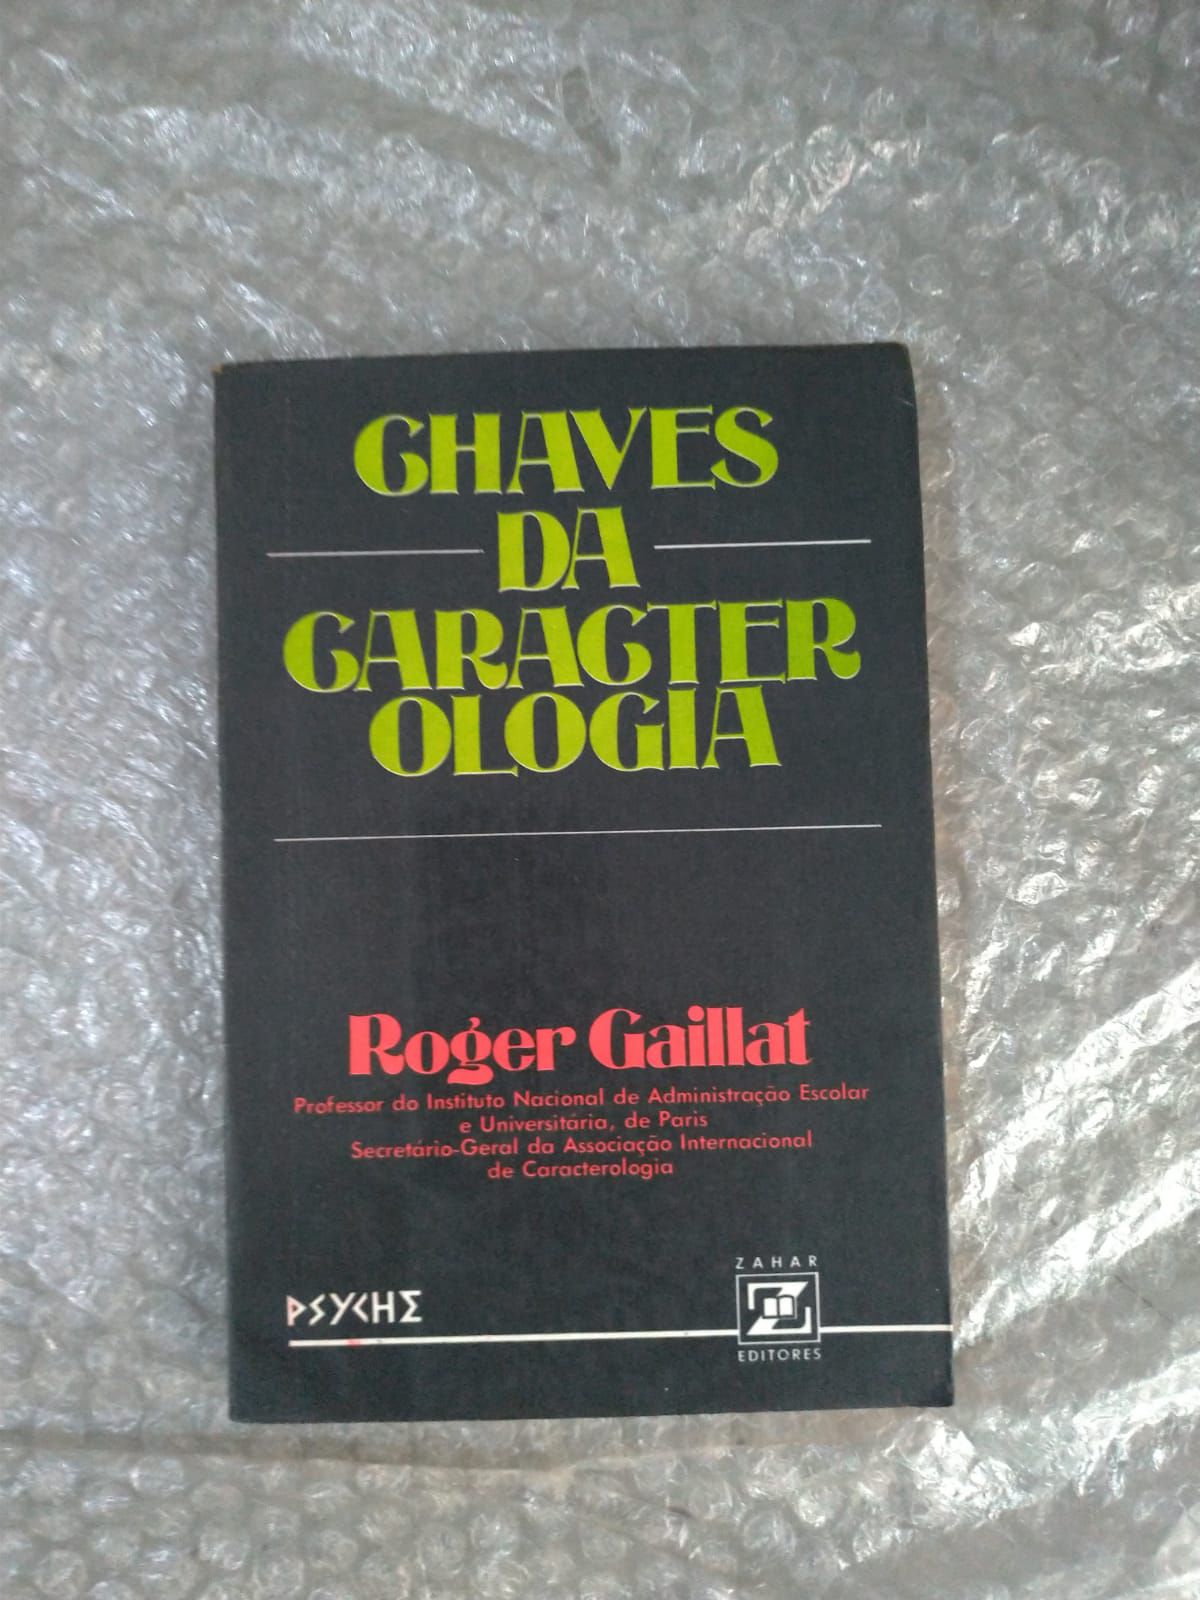 CHAVES
DA
CARACTER
OLOGIA
Roger Gaillat
Professor do Instituto Nacional de Administração Escolar
e Universitária, de Paris
Secretário-Geral da Associação Internacional
de Caracterologia
PSYCHE
ZAHAR
EDITORES